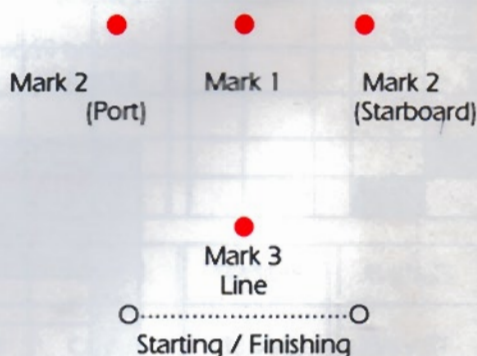 Mark 2
(Port)
Mark 1
Mark 2
(Starboard)
Mark 3
Line
Starting / Finishing